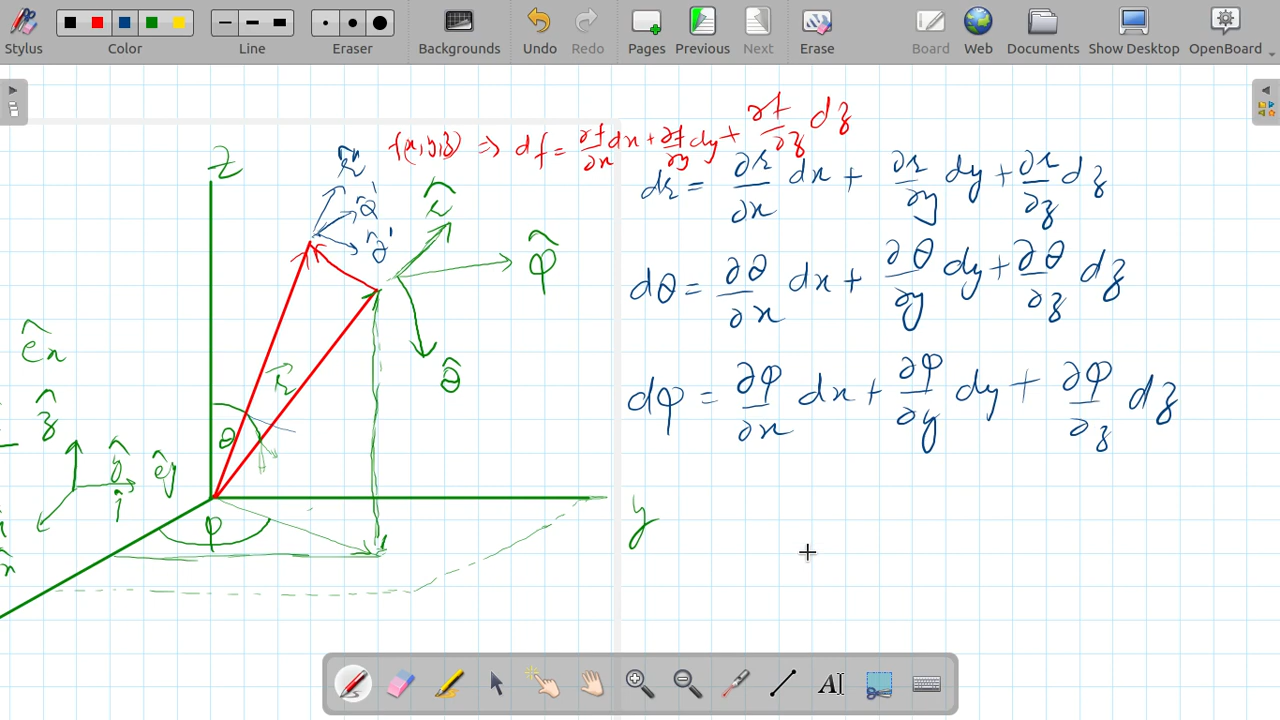 Stylus Color Line Eraser Backgrounds Undo Redo Pages Previous Next Erase Board Web Documents Show Desktop OpenBoard
f(x,y,z) ⇒ df = ∂f/∂x dx + ∂f/∂y dy + ∂f/∂z dz
dr = ∂r/∂x dx + ∂r/∂y dy + ∂r/∂z dz
dθ = ∂θ/∂x dx + ∂θ/∂y dy + ∂θ/∂z dz
dφ = ∂φ/∂x dx + ∂φ/∂y dy + ∂φ/∂z dz
z
r̂'
θ̂'
r̂
φ̂
θ̂
r⃗
êx
ẑ
θ
ŷ êy
ĵ
φ
y
AI